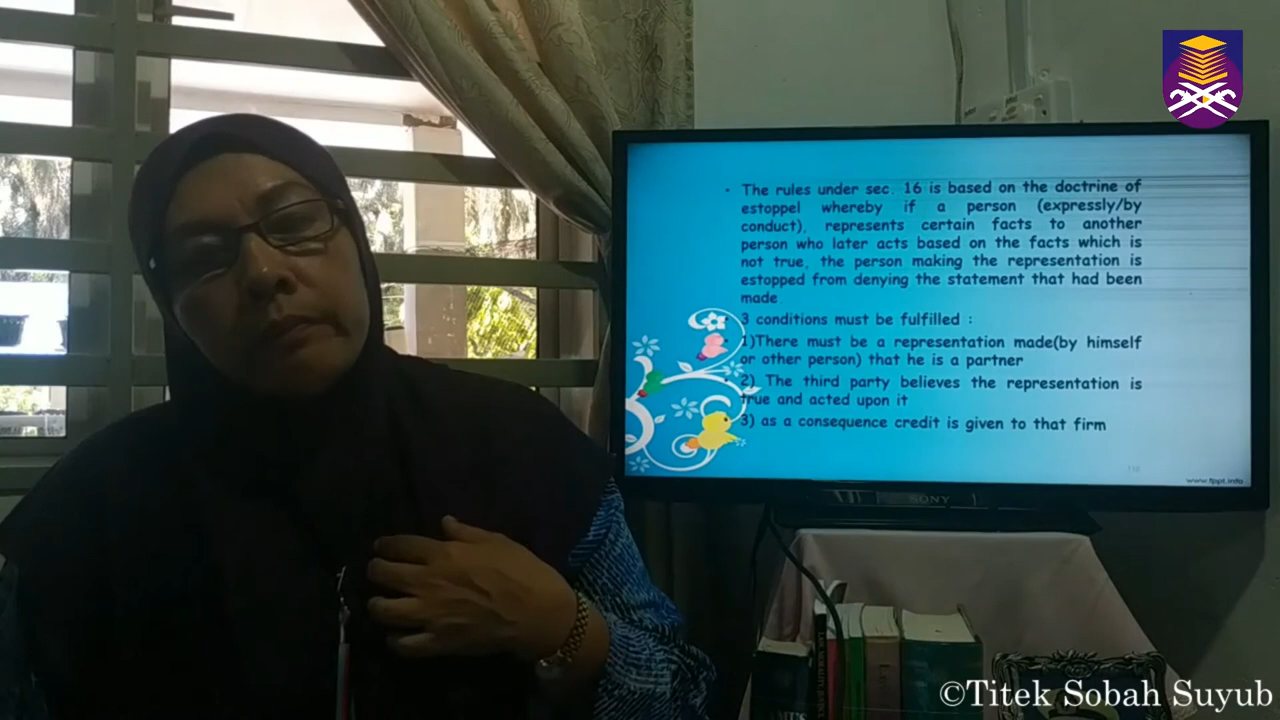 • The rules under sec. 16 is based on the doctrine of
estoppel whereby if a person (expressly/by
conduct), represents certain facts to another
person who later acts based on the facts which is
not true, the person making the representation is
estopped from denying the statement that had been
made
3 conditions must be fulfilled :
1)There must be a representation made(by himself
or other person) that he is a partner
2) The third party believes the representation is
true and acted upon it
3) as a consequence credit is given to that firm
www.fppt.info
SONY
©Titek Sobah Suyub